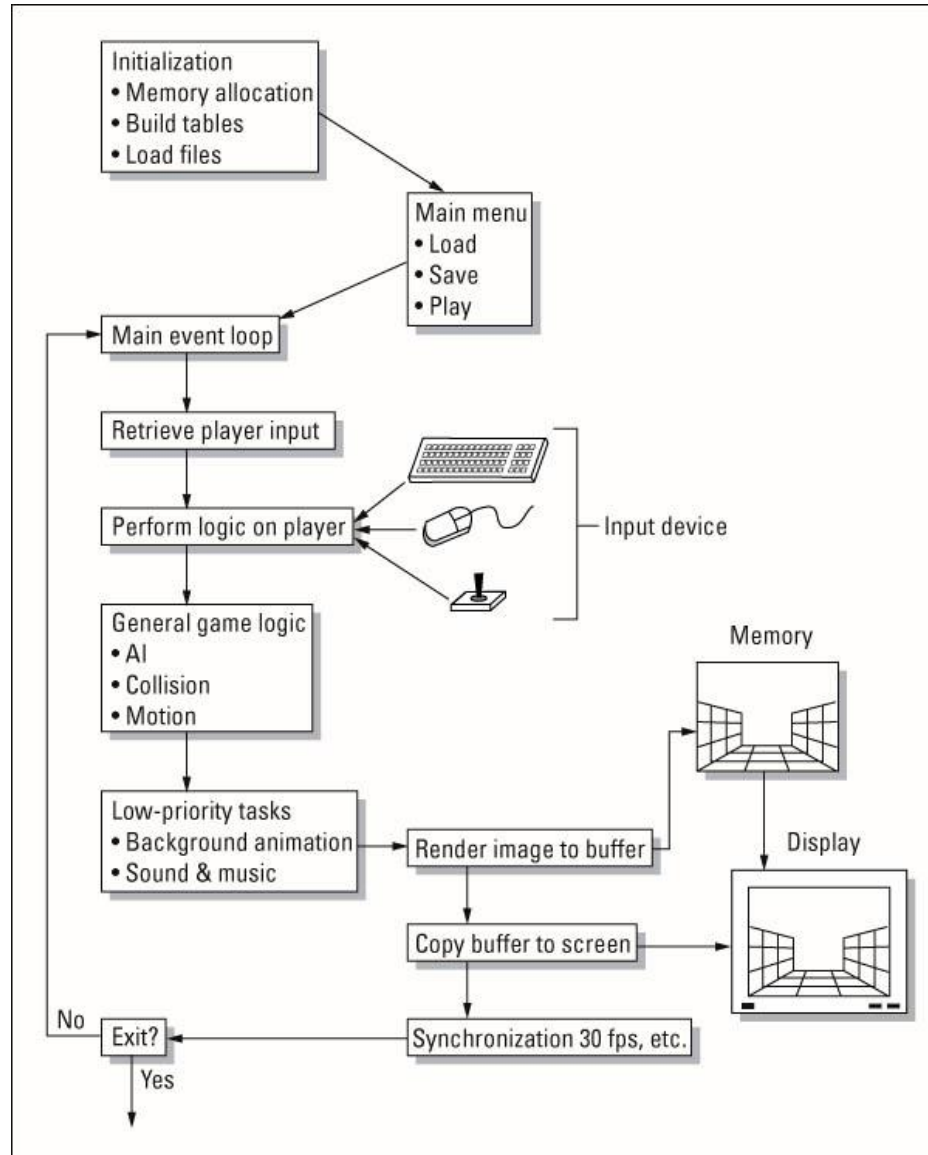 Initialization
• Memory allocation
• Build tables
• Load files
Main menu
• Load
• Save
• Play
Main event loop
Retrieve player input
Perform logic on player
Input device
General game logic
• AI
• Collision
• Motion
Memory
Low-priority tasks
• Background animation
• Sound & music
Render image to buffer
Display
Copy buffer to screen
No
Exit?
Synchronization 30 fps, etc.
Yes